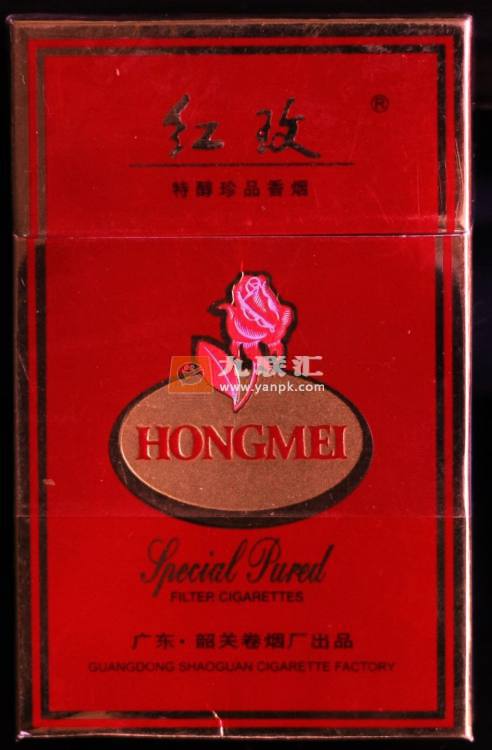 红玫 ®
特醇珍品香烟
九联汇
www.yanpk.com
HONGMEI
Special Pured
FILTER CIGARETTES
广东·韶关卷烟厂出品
GUANGDONG SHAOGUAN CIGARETTE FACTORY